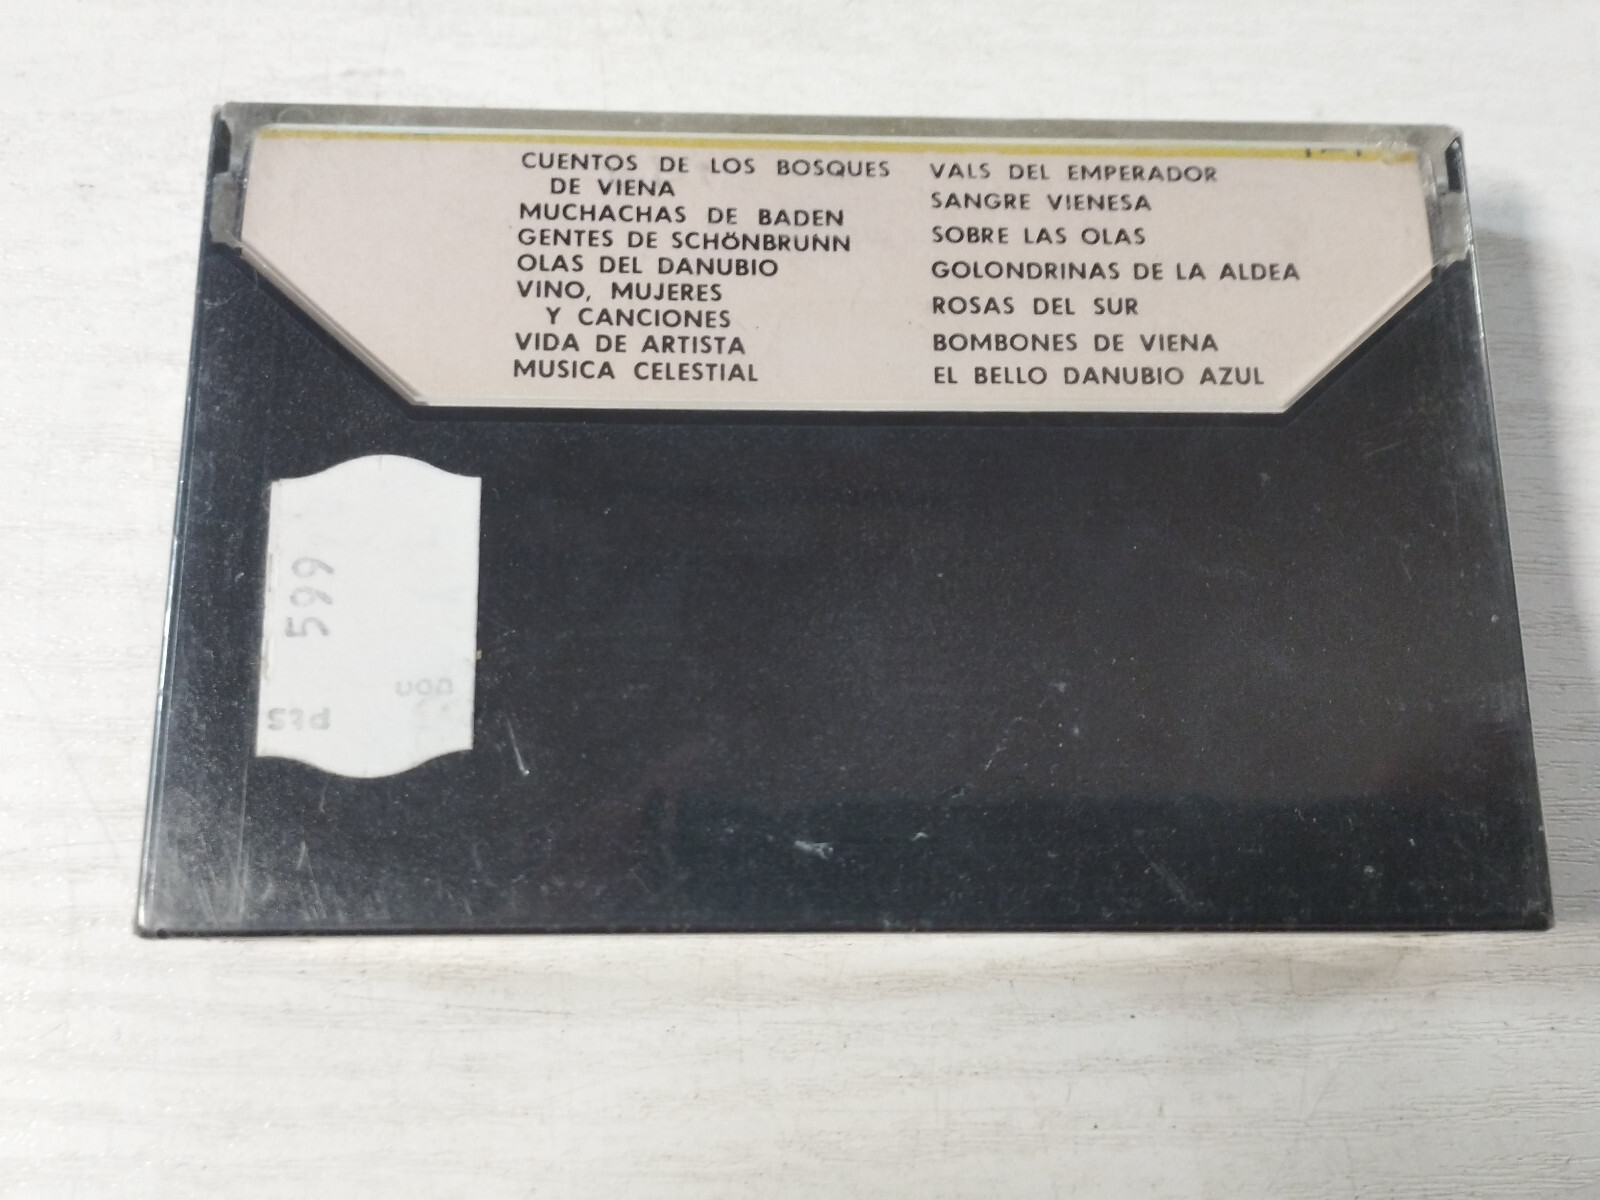 CUENTOS DE LOS BOSQUES
DE VIENA
MUCHACHAS DE BADEN
GENTES DE SCHÖNBRUNN
OLAS DEL DANUBIO
VINO, MUJERES
Y CANCIONES
VIDA DE ARTISTA
MUSICA CELESTIAL
VALS DEL EMPERADOR
SANGRE VIENESA
SOBRE LAS OLAS
GOLONDRINAS DE LA ALDEA
ROSAS DEL SUR
BOMBONES DE VIENA
EL BELLO DANUBIO AZUL
599
COD
PTS